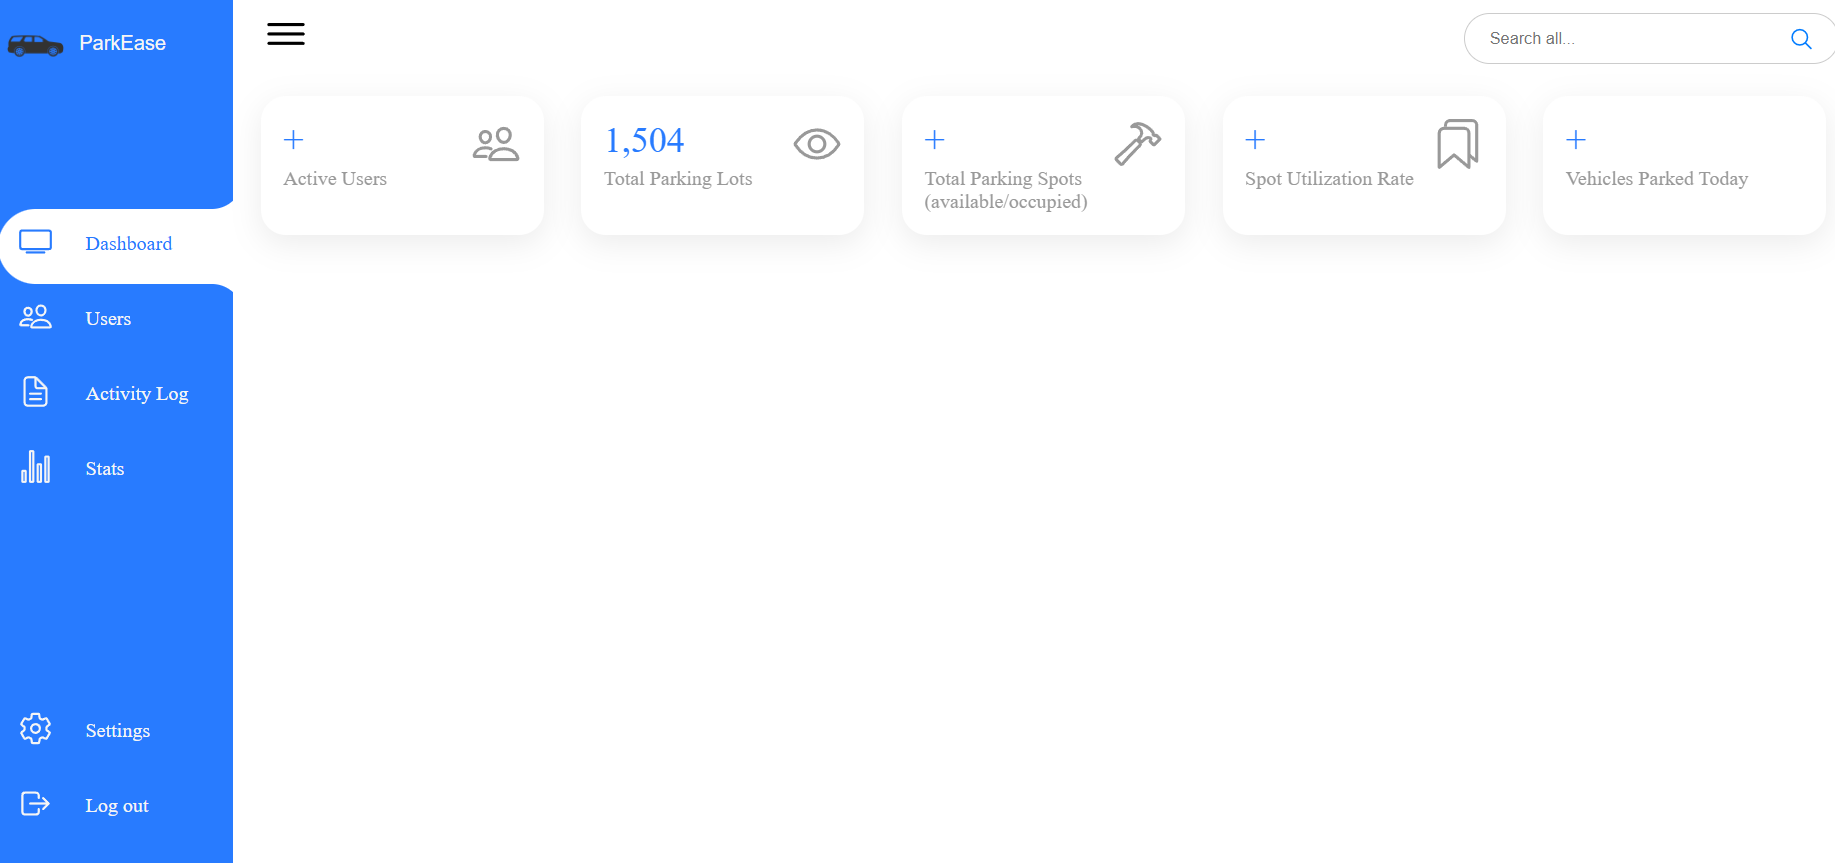 ParkEase
Search all...
+
Active Users
1,504
Total Parking Lots
+
Total Parking Spots
(available/occupied)
+
Spot Utilization Rate
+
Vehicles Parked Today
Dashboard
Users
Activity Log
Stats
Settings
Log out